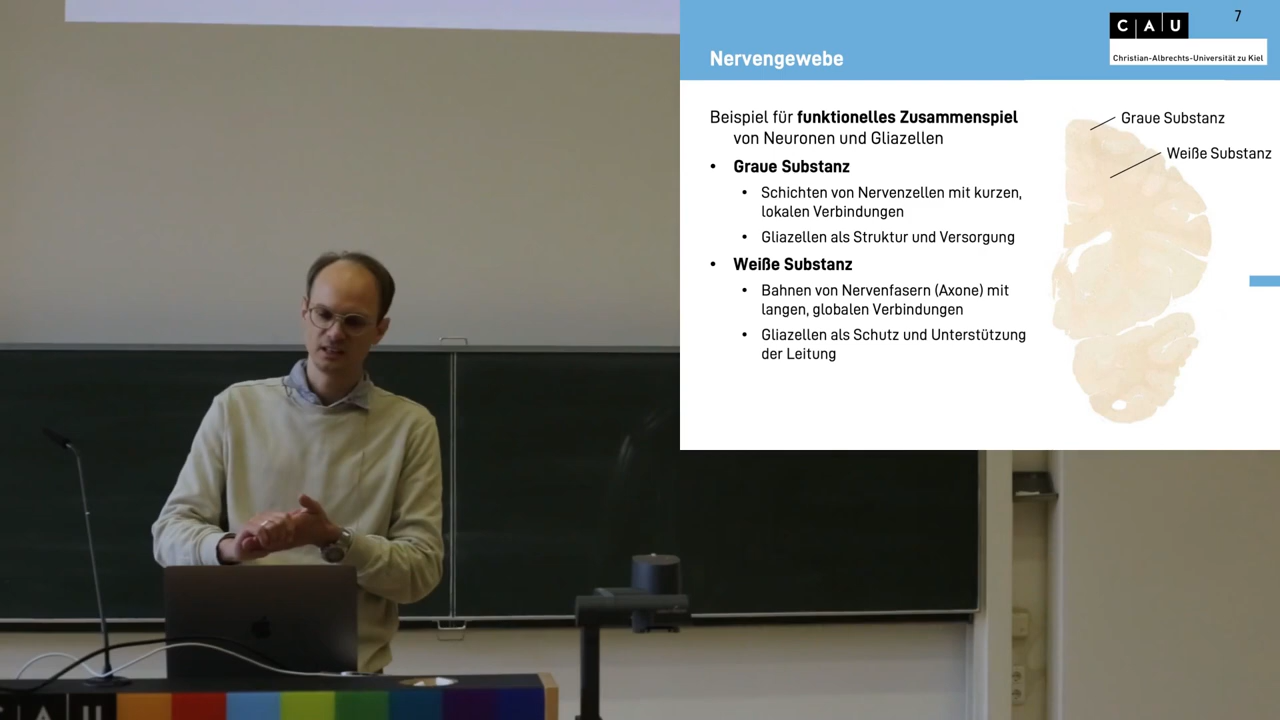 7
C A U
Christian-Albrechts-Universität zu Kiel
Nervengewebe
Beispiel für funktionelles Zusammenspiel
von Neuronen und Gliazellen
• Graue Substanz
• Schichten von Nervenzellen mit kurzen,
lokalen Verbindungen
• Gliazellen als Struktur und Versorgung
• Weiße Substanz
• Bahnen von Nervenfasern (Axone) mit
langen, globalen Verbindungen
• Gliazellen als Schutz und Unterstützung
der Leitung
Graue Substanz
Weiße Substanz
C A U